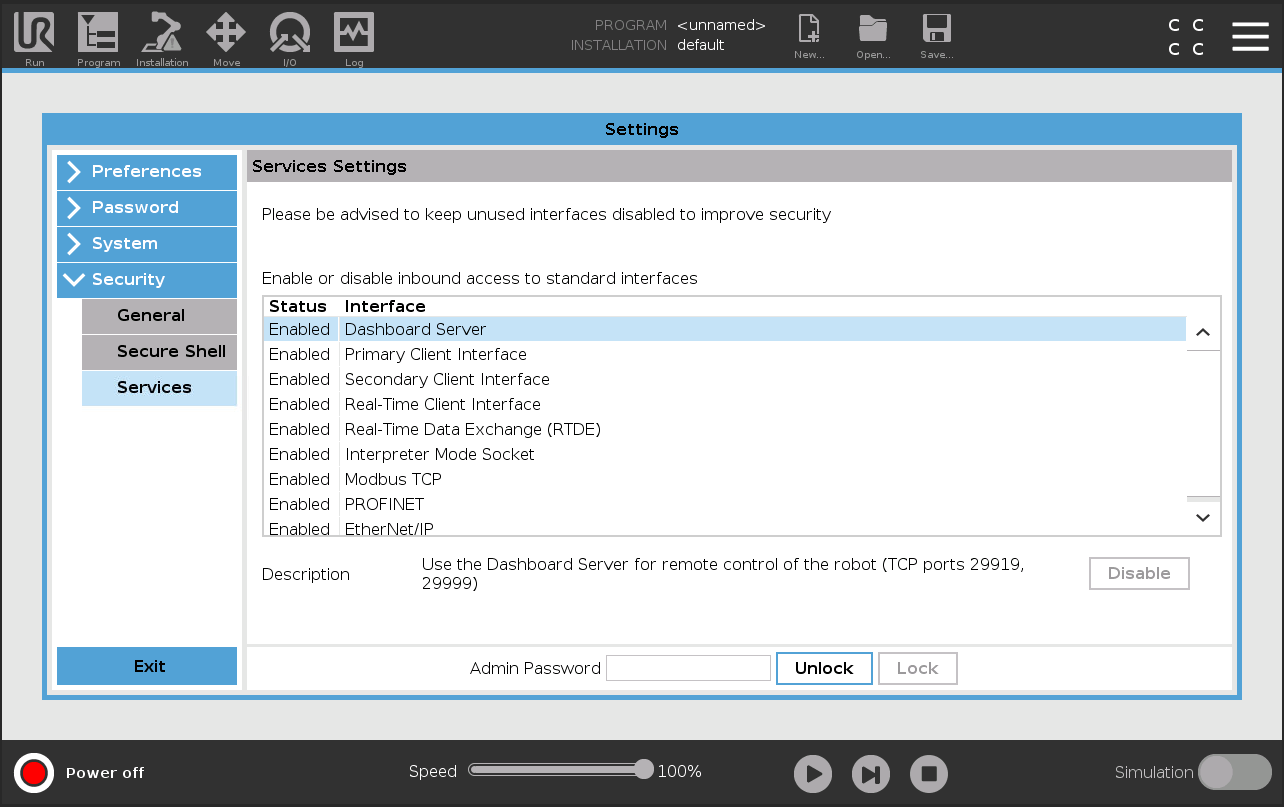 PROGRAM <unnamed>
INSTALLATION default
Run Program Installation Move I/O Log
New... Open... Save...
C C
C C
Settings
Preferences
Password
System
Security
General
Secure Shell
Services
Exit
Services Settings
Please be advised to keep unused interfaces disabled to improve security
Enable or disable inbound access to standard interfaces
Status Interface
Enabled Dashboard Server
Enabled Primary Client Interface
Enabled Secondary Client Interface
Enabled Real-Time Client Interface
Enabled Real-Time Data Exchange (RTDE)
Enabled Interpreter Mode Socket
Enabled Modbus TCP
Enabled PROFINET
Enabled EtherNet/IP
Description
Use the Dashboard Server for remote control of the robot (TCP ports 29919,
29999)
Disable
Admin Password Unlock Lock
Power off Speed 100% Simulation